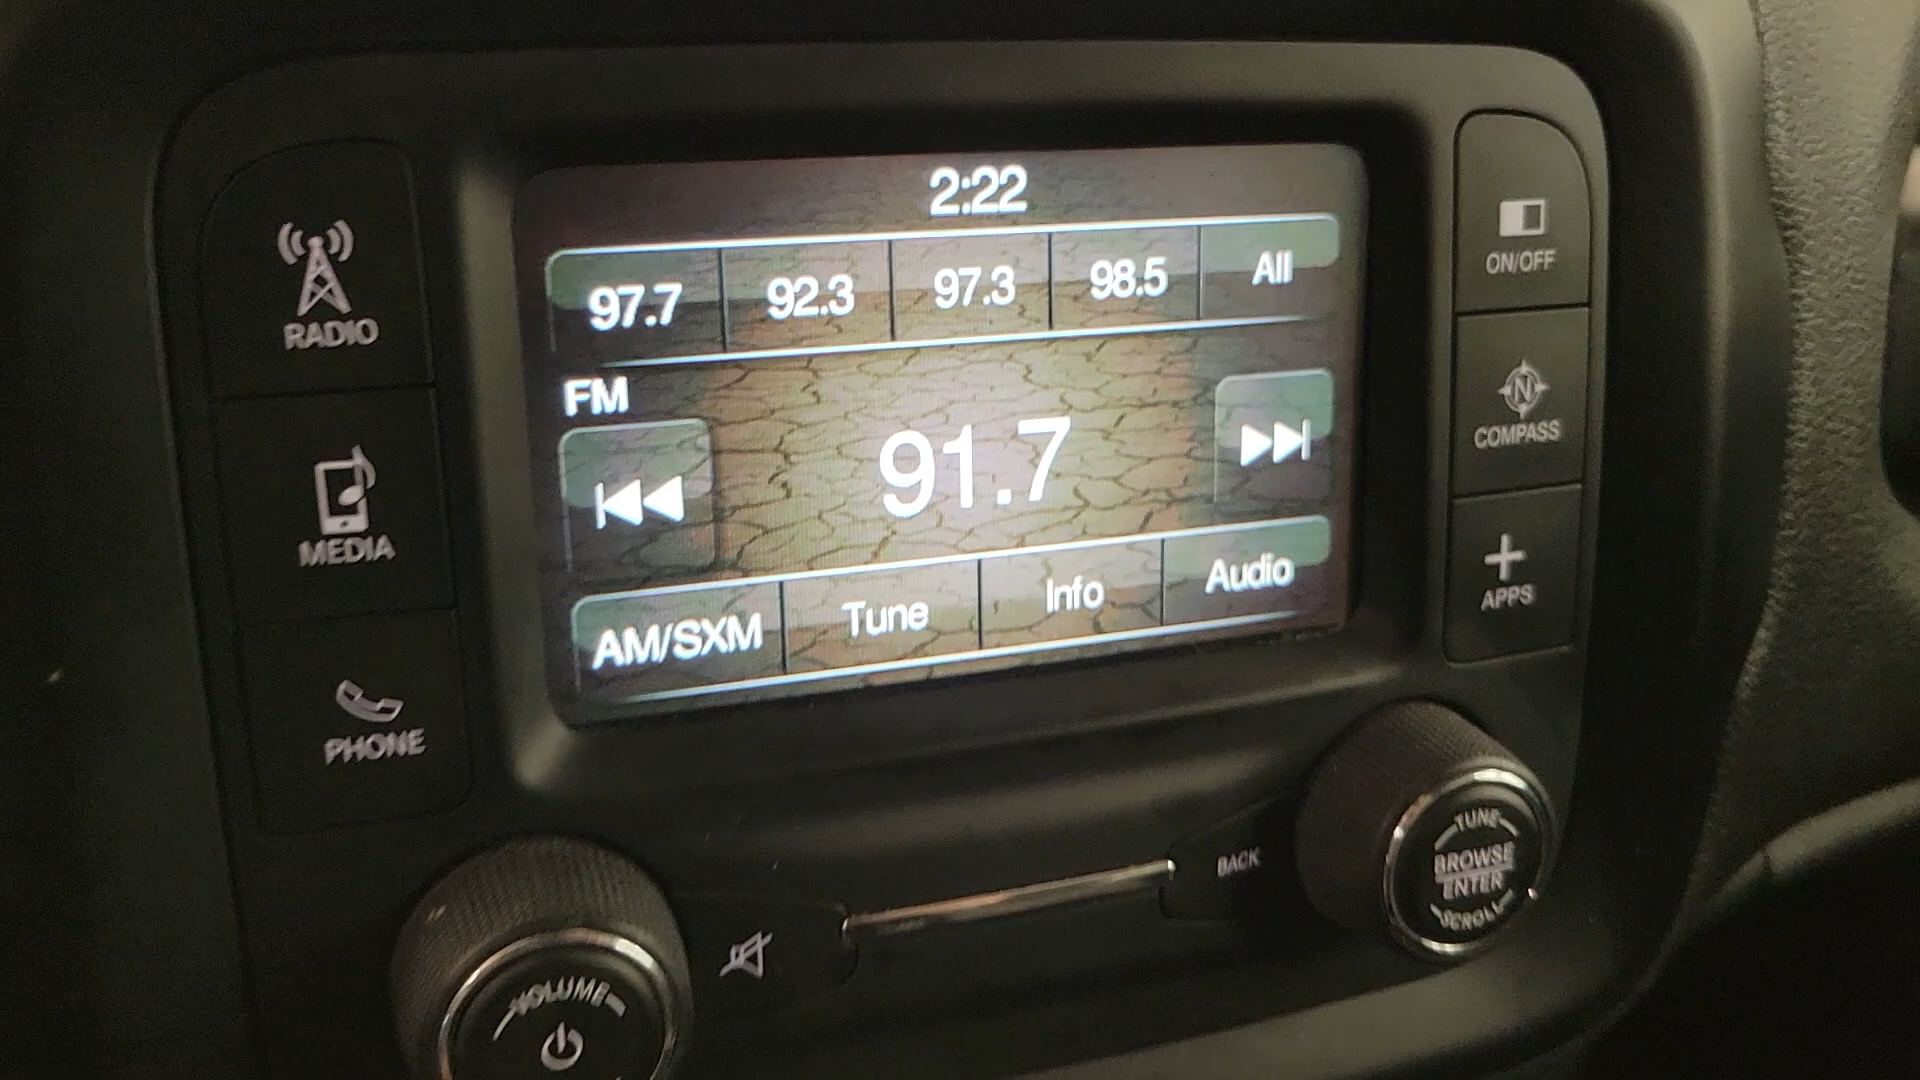 2:22
97.7 92.3 97.3 98.5 All
FM
91.7
AM/SXM Tune Info Audio
RADIO
MEDIA
PHONE
ON/OFF
N
COMPASS
APPS
BACK
VOLUME
TUNE
BROWSE
ENTER
SCROLL